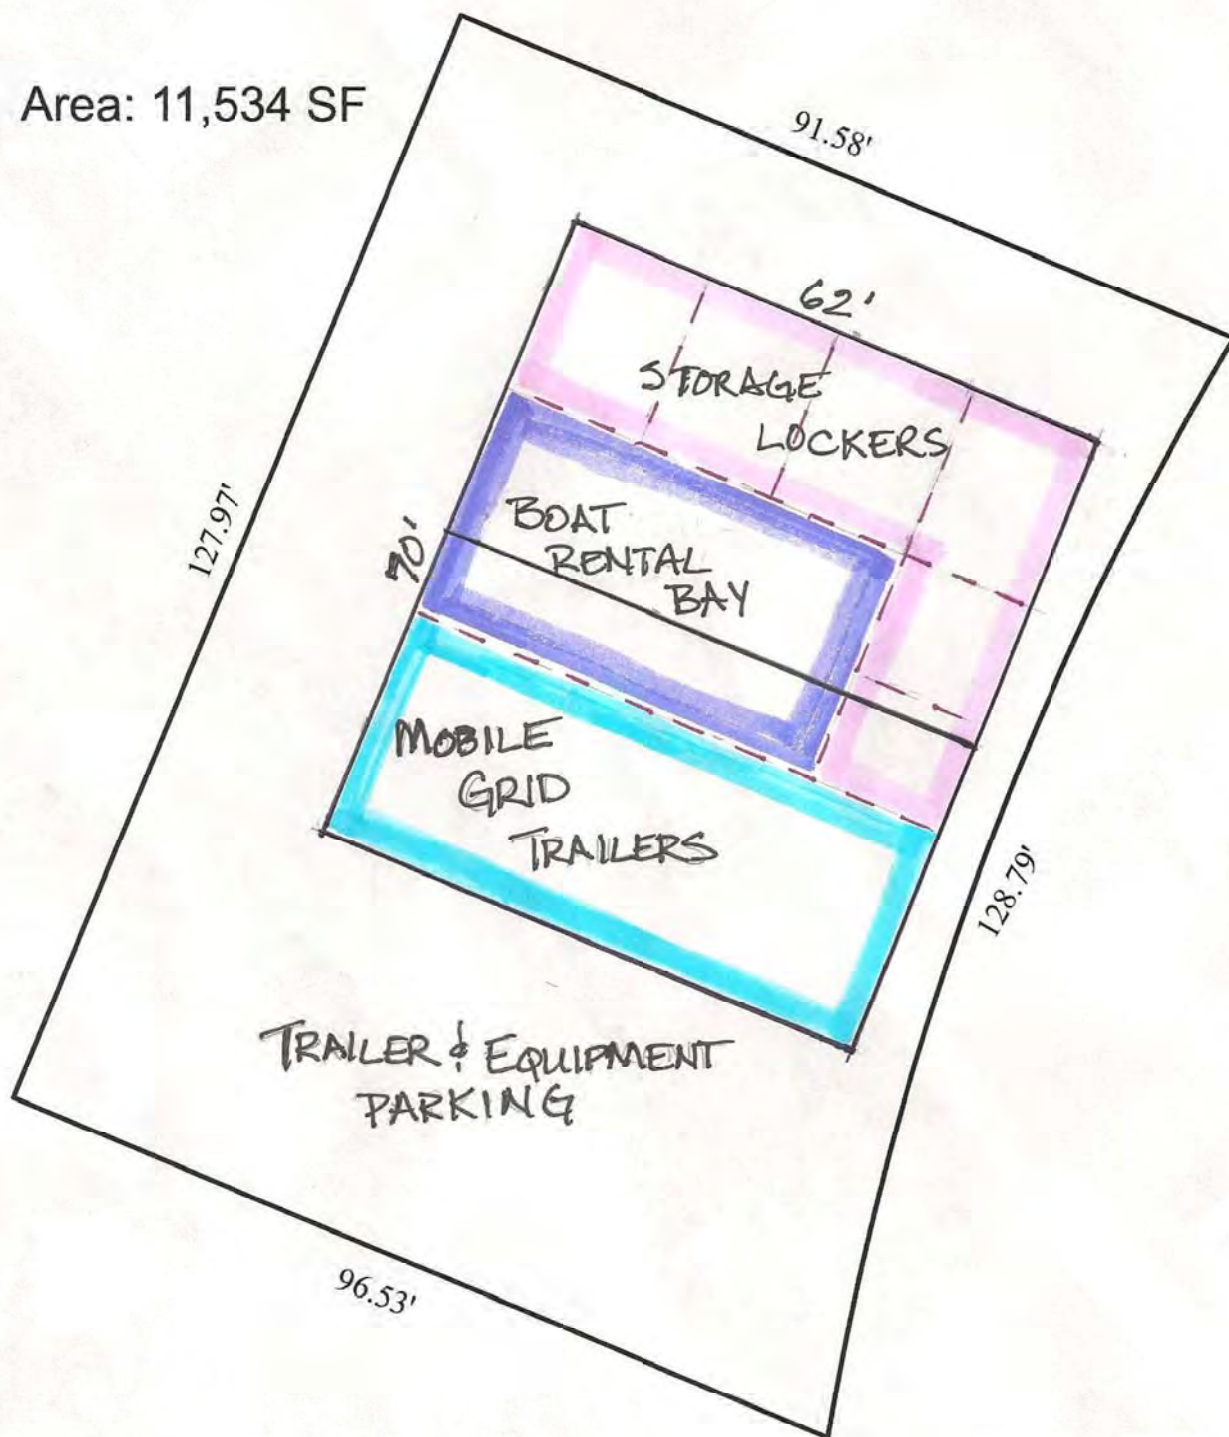 Area: 11,534 SF
91.58'
62'
STORAGE
LOCKERS
127.97'
70'
BOAT
RENTAL
BAY
MOBILE
GRID
TRAILERS
128.79'
TRAILER & EQUIPMENT
PARKING
96.53'